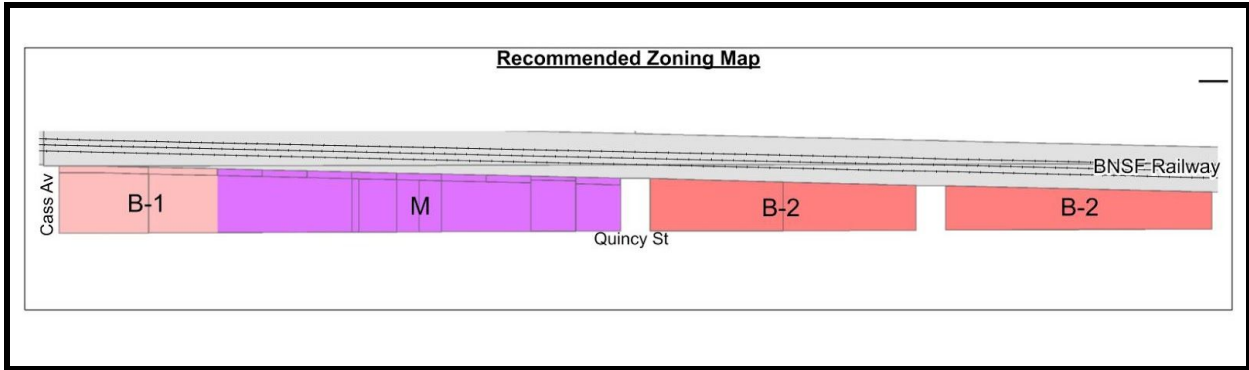 Recommended Zoning Map
BNSF Railway
Cass Av
B-1
M
B-2
B-2
Quincy St